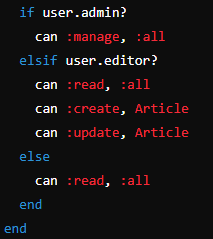 if user.admin?
can :manage, :all
elsif user.editor?
can :read, :all
can :create, Article
can :update, Article
else
can :read, :all
end
end